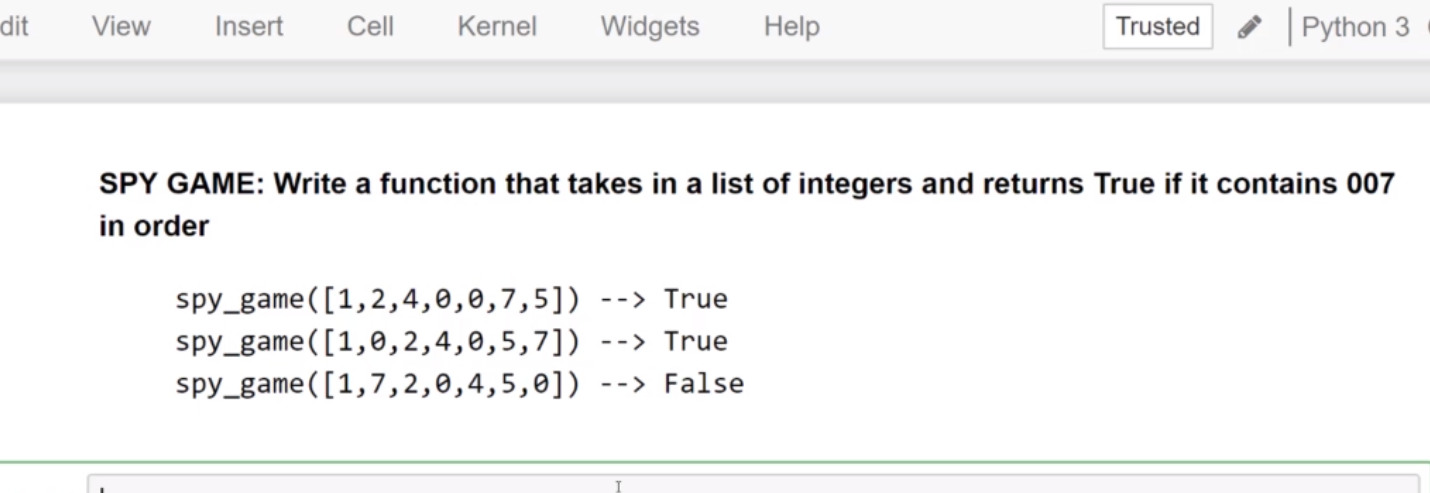 dit View Insert Cell Kernel Widgets Help Trusted Python 3
SPY GAME: Write a function that takes in a list of integers and returns True if it contains 007
in order
spy_game([1,2,4,0,0,7,5]) --> True
spy_game([1,0,2,4,0,5,7]) --> True
spy_game([1,7,2,0,4,5,0]) --> False